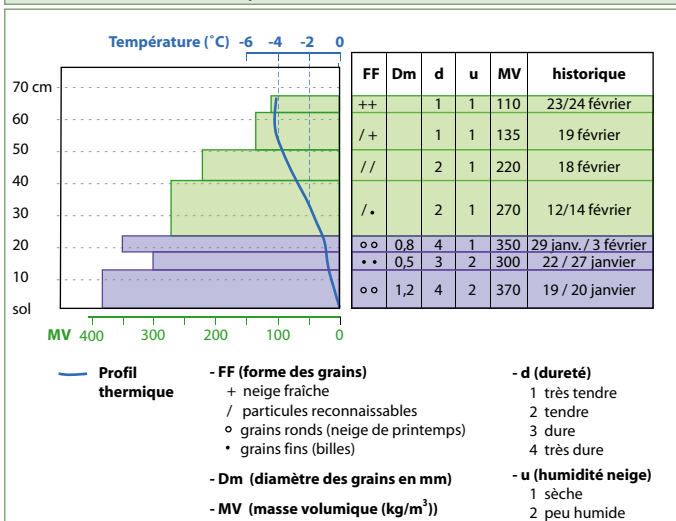 Température (˚C) -6 -4 -2 0
FF Dm d u MV historique
70 cm
++ 1 1 110 23/24 février
60
/ + 1 1 135 19 février
50
/ / 2 1 220 18 février
40
/ • 2 1 270 12/14 février
30
20
o o 0,8 4 1 350 29 janv. / 3 février
• • 0,5 3 2 300 22 / 27 janvier
10
o o 1,2 4 2 370 19 / 20 janvier
sol
MV 400 300 200 100 0
Profil
thermique
- FF (forme des grains)
+ neige fraîche
/ particules reconnaissables
o grains ronds (neige de printemps)
• grains fins (billes)
- Dm (diamètre des grains en mm)
- MV (masse volumique (kg/m³))
- d (dureté)
1 très tendre
2 tendre
3 dure
4 très dure
- u (humidité neige)
1 sèche
2 peu humide